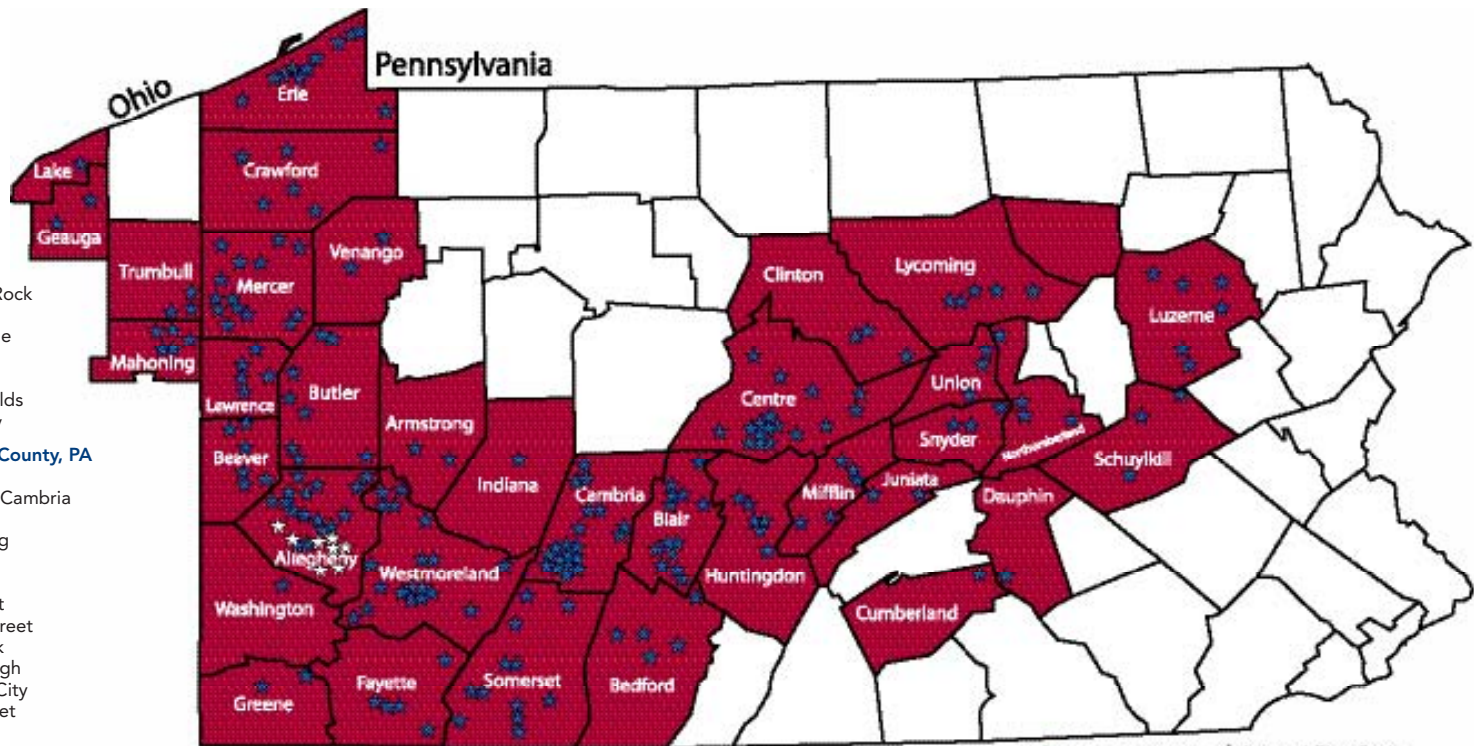 Ohio
Pennsylvania
Erie
Crawford
Lake
Geauga
Trumbull
Mercer
Venango
Mahoning
Lawrence
Butler
Armstrong
Beaver
Indiana
Allegheny
Westmoreland
Washington
Greene
Fayette
Somerset
Bedford
Cambria
Blair
Huntingdon
Mifflin
Juniata
Centre
Clinton
Lycoming
Union
Snyder
Northumberland
Luzerne
Schuylkill
Dauphin
Cumberland
Rock
e
lds
County, PA
Cambria
g
t
reet
k
gh
City
et